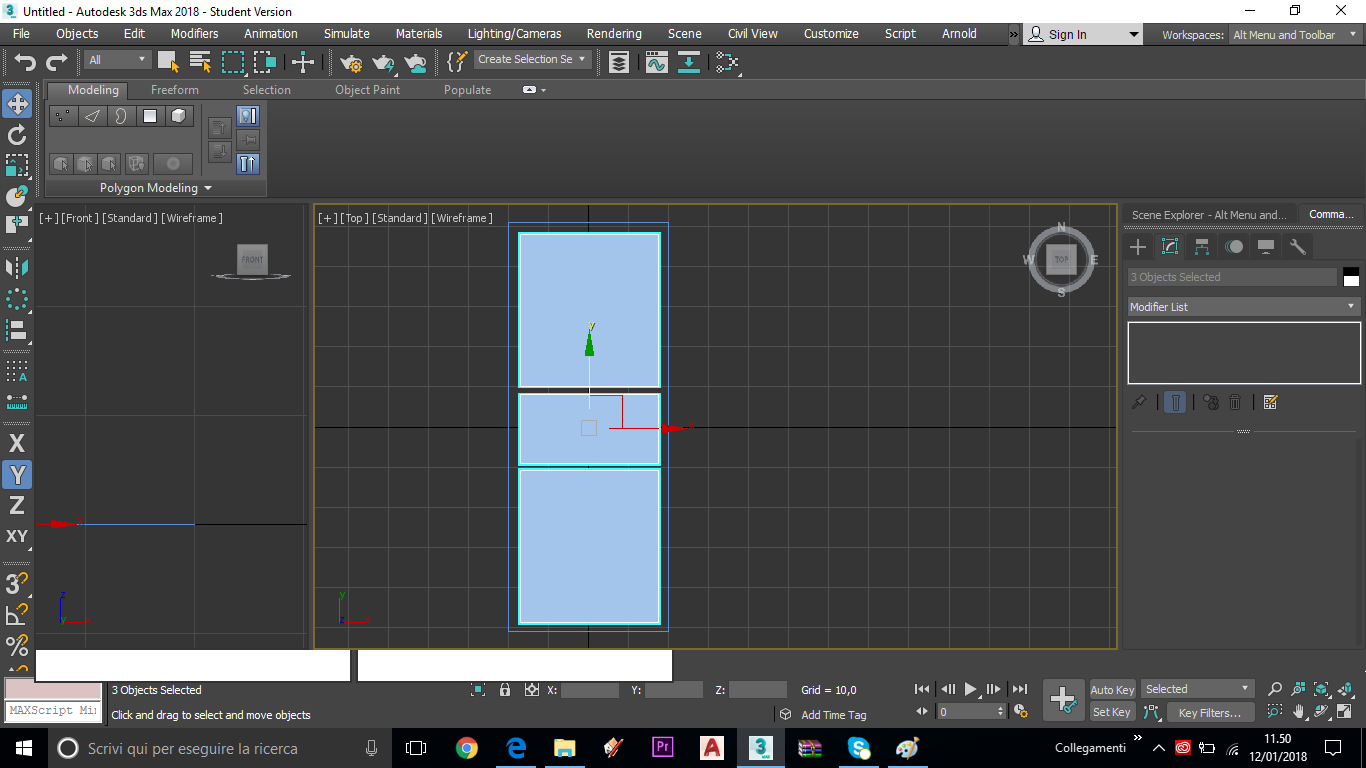 Untitled - Autodesk 3ds Max 2018 - Student Version
File Objects Edit Modifiers Animation Simulate Materials Lighting/Cameras Rendering Scene Civil View Customize Script Arnold » Sign In Workspaces: Alt Menu and Toolbar
All Create Selection Se
Modeling Freeform Selection Object Paint Populate
Polygon Modeling
[+] [Front] [Standard] [Wireframe]
[+] [Top] [Standard] [Wireframe]
Scene Explorer - Alt Menu and... Comma...
FRONT
N
W TOP E
S
3 Objects Selected
Modifier List
y
x
X
Y
Z
XY
3
z
y x
y
z x
%
MAXScript Mi
3 Objects Selected
Click and drag to select and move objects
X: Y: Z: Grid = 10,0
Add Time Tag
0
Auto Key Selected
Set Key Key Filters...
Scrivi qui per eseguire la ricerca
Pr
A
3
MAX
S
Collegamenti »
11.50
12/01/2018